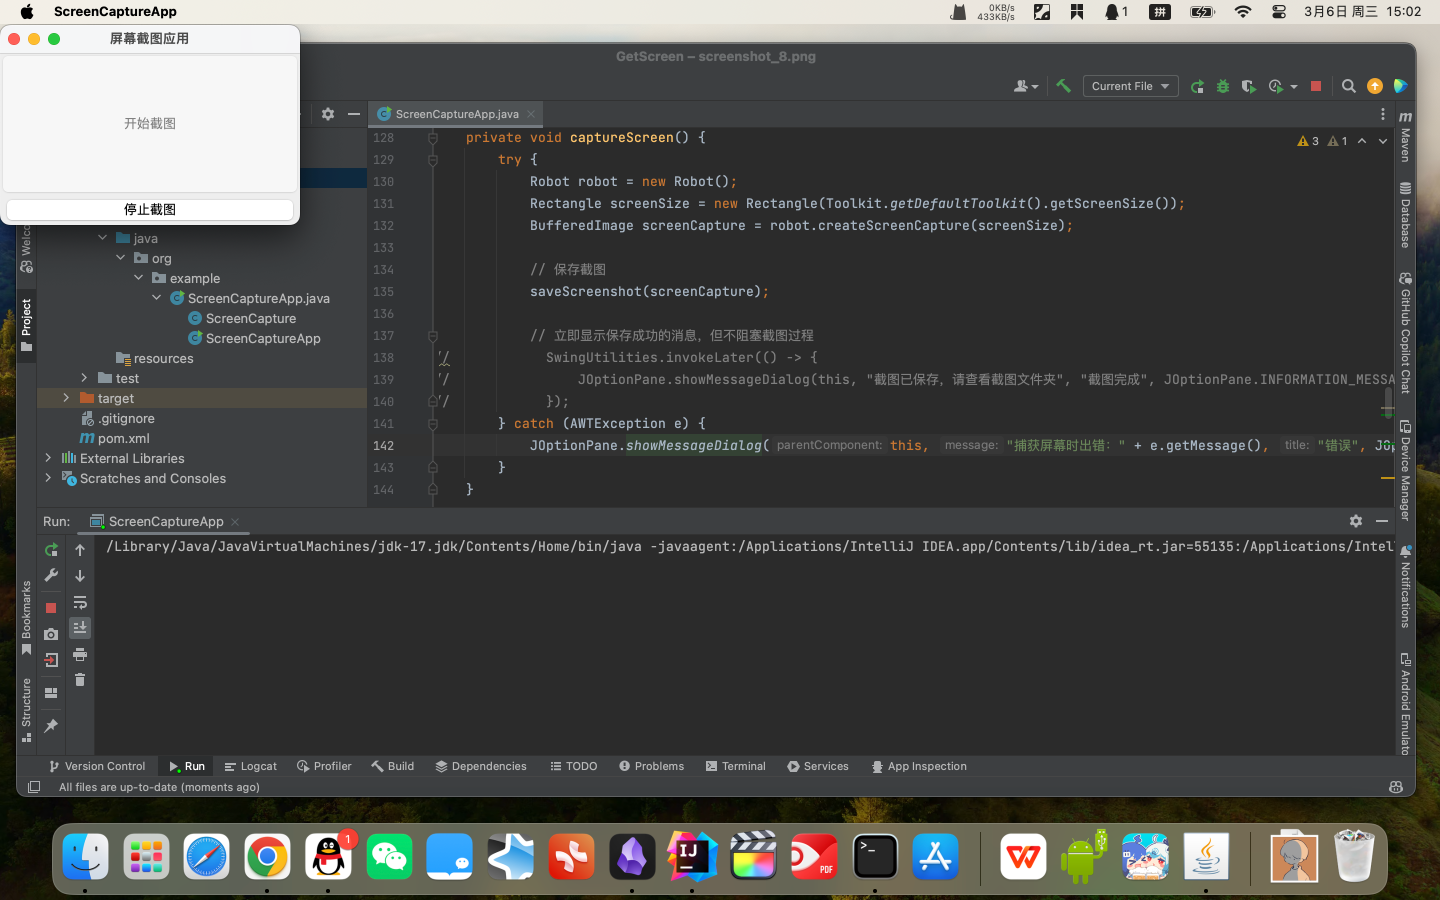 ScreenCaptureApp
0KB/s
433KB/s
1
拼
3月6日 周三 15:02
屏幕截图应用
开始截图
停止截图
GetScreen – screenshot_8.png
Current File
ScreenCaptureApp.java
3
1
128 private void captureScreen() {
129 try {
130 Robot robot = new Robot();
131 Rectangle screenSize = new Rectangle(Toolkit.getDefaultToolkit().getScreenSize());
132 BufferedImage screenCapture = robot.createScreenCapture(screenSize);
133
134 // 保存截图
135 saveScreenshot(screenCapture);
136
137 // 立即显示保存成功的消息，但不阻塞截图过程
138 // SwingUtilities.invokeLater(() -> {
139 // JOptionPane.showMessageDialog(this, "截图已保存，请查看截图文件夹", "截图完成", JOptionPane.INFORMATION_MESSA
140 // });
141 } catch (AWTException e) {
142 JOptionPane.showMessageDialog( parentComponent: this, message: "捕获屏幕时出错: " + e.getMessage(), title: "错误", JOp
143 }
144 }
Welco
Project
Bookmarks
Structure
java
org
example
ScreenCaptureApp.java
ScreenCapture
ScreenCaptureApp
resources
test
target
.gitignore
pom.xml
External Libraries
Scratches and Consoles
Maven
Database
GitHub Copilot Chat
Device Manager
Notifications
Android Emulato
Run:
ScreenCaptureApp
/Library/Java/JavaVirtualMachines/jdk-17.jdk/Contents/Home/bin/java -javaagent:/Applications/IntelliJ IDEA.app/Contents/lib/idea_rt.jar=55135:/Applications/Intel
Version Control
Run
Logcat
Profiler
Build
Dependencies
TODO
Problems
Terminal
Services
App Inspection
All files are up-to-date (moments ago)
1
IJ
PDF
>_
W